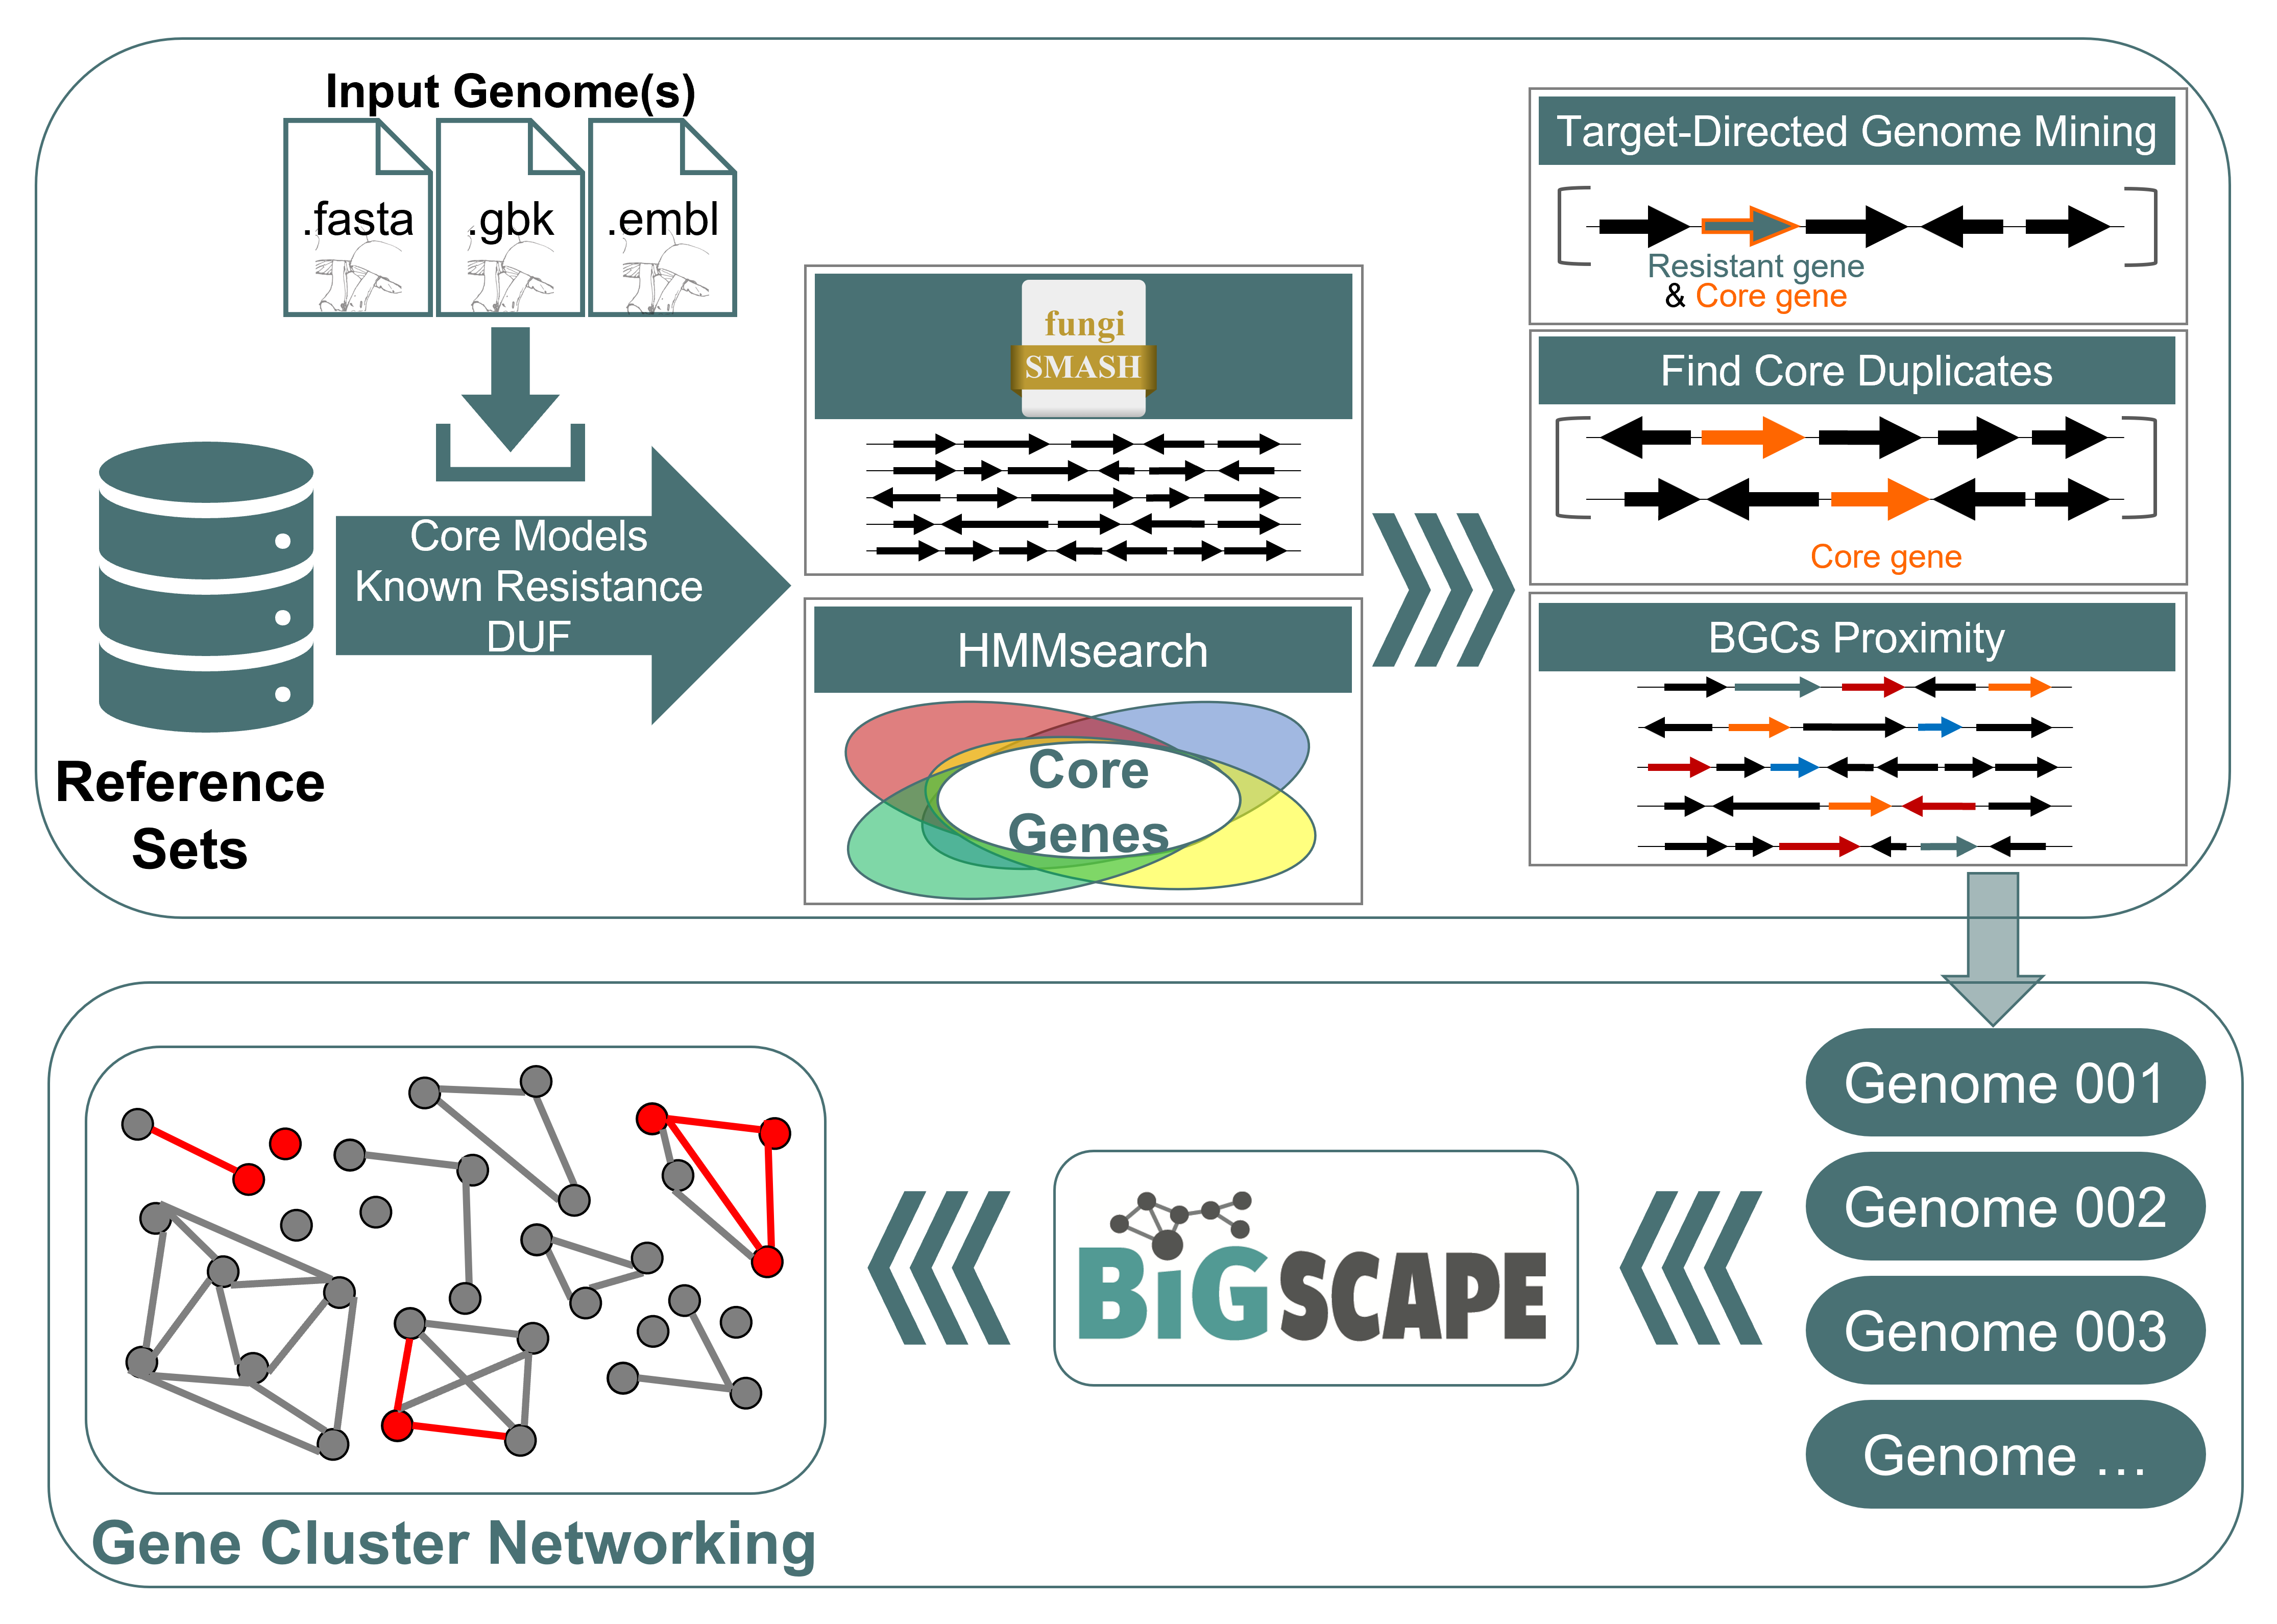 Input Genome(s)
.fasta
.gbk
.embl
Core Models
Known Resistance
DUF
Reference
Sets
fungi
SMASH
HMMsearch
Core
Genes
Target-Directed Genome Mining
Resistant gene
& Core gene
Find Core Duplicates
Core gene
BGCs Proximity
Genome 001
Genome 002
Genome 003
Genome …
BiGSCAPE
Gene Cluster Networking